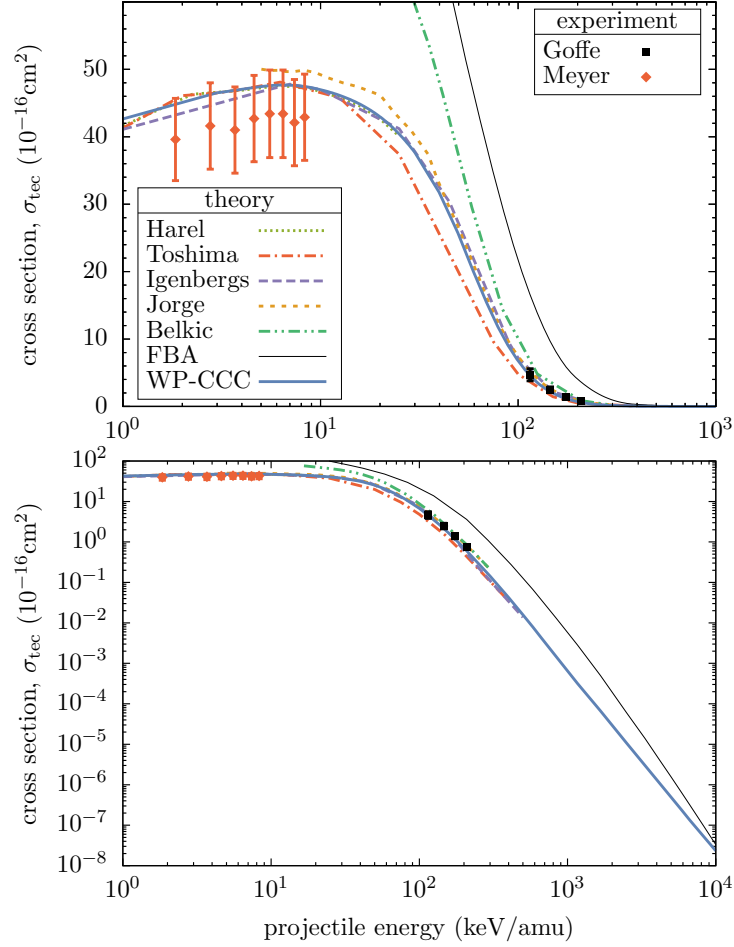 cross section, σ_tec (10⁻¹⁶cm²)
50
40
30
20
10
0
experiment
Goffe
Meyer
theory
Harel
Toshima
Igenbergs
Jorge
Belkic
FBA
WP-CCC
10⁰ 10¹ 10² 10³
cross section, σ_tec (10⁻¹⁶cm²)
10²
10¹
10⁰
10⁻¹
10⁻²
10⁻³
10⁻⁴
10⁻⁵
10⁻⁶
10⁻⁷
10⁻⁸
10⁰ 10¹ 10² 10³ 10⁴
projectile energy (keV/amu)